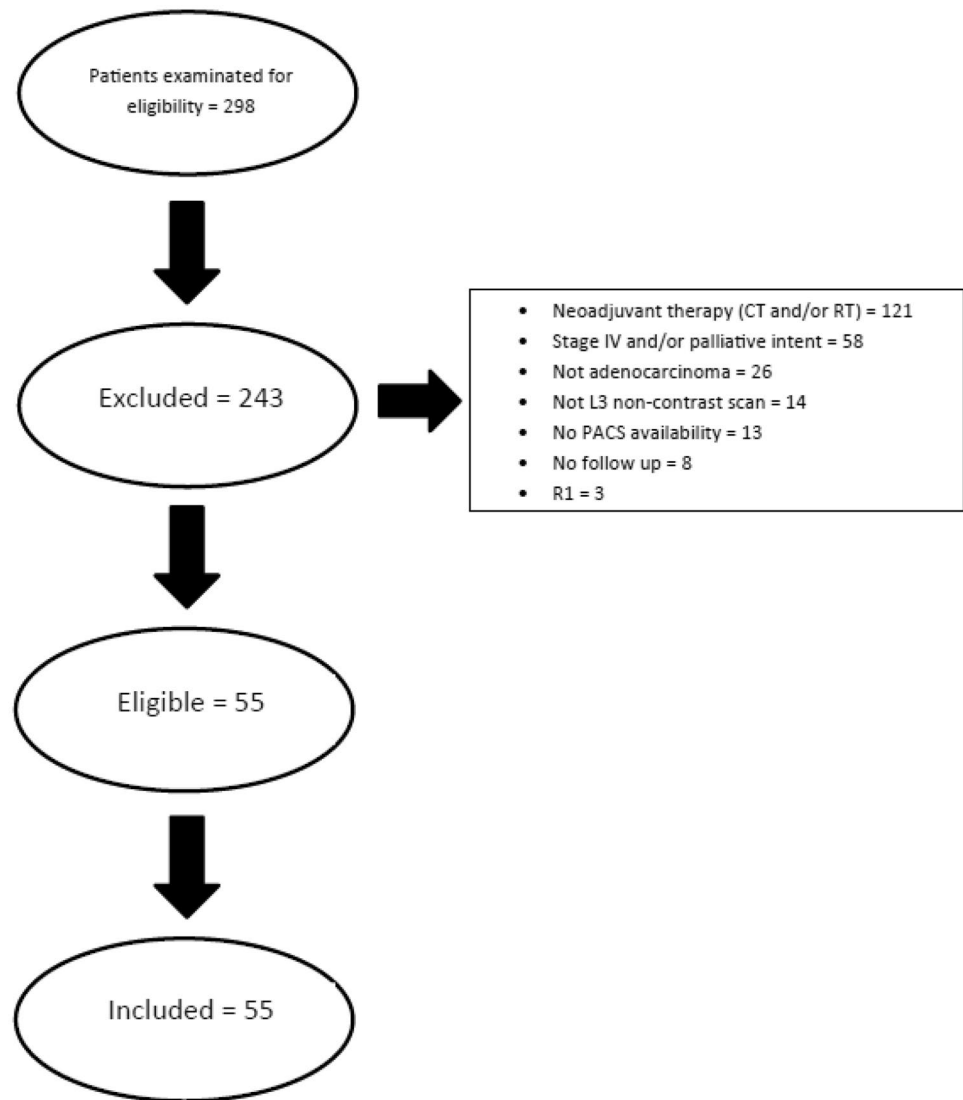 Patients examinated for
eligibility = 298
Excluded = 243
• Neoadjuvant therapy (CT and/or RT) = 121
• Stage IV and/or palliative intent = 58
• Not adenocarcinoma = 26
• Not L3 non-contrast scan = 14
• No PACS availability = 13
• No follow up = 8
• R1 = 3
Eligible = 55
Included = 55